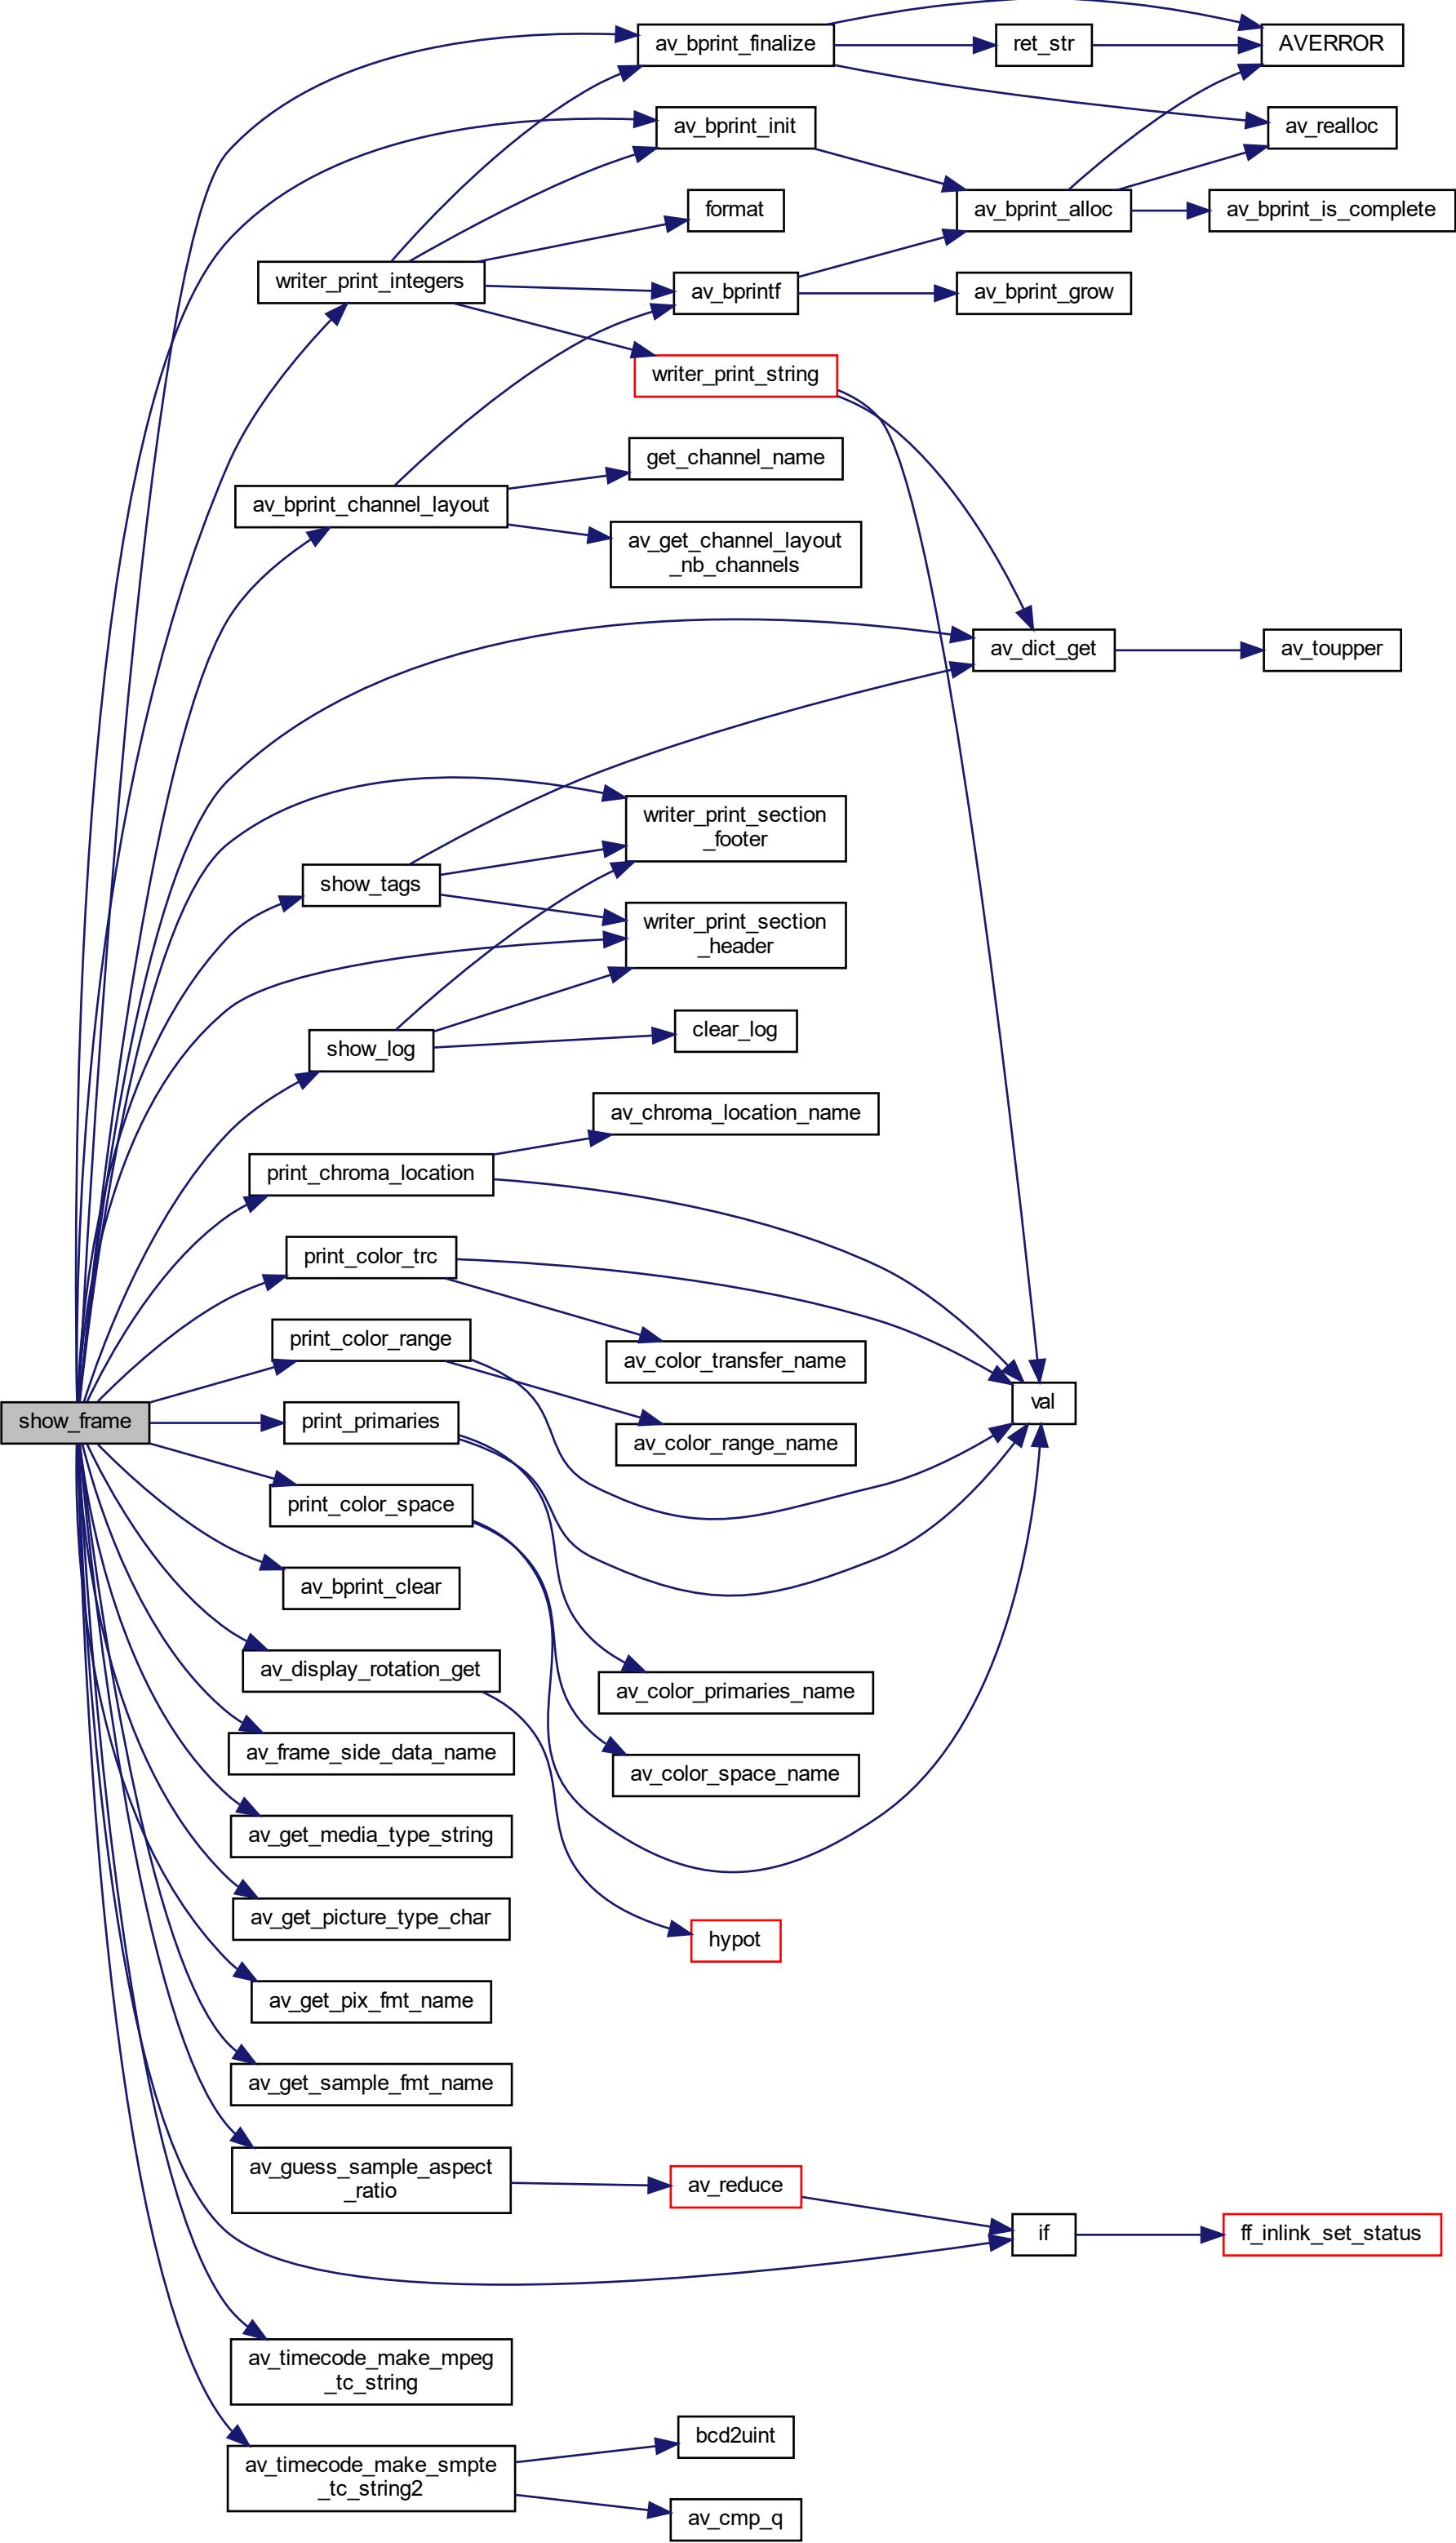 av_bprint_finalize
ret_str
AVERROR
av_bprint_init
av_realloc
format
av_bprint_alloc
av_bprint_is_complete
writer_print_integers
av_bprintf
av_bprint_grow
writer_print_string
get_channel_name
av_bprint_channel_layout
av_get_channel_layout
_nb_channels
av_dict_get
av_toupper
writer_print_section
_footer
show_tags
writer_print_section
_header
show_log
clear_log
av_chroma_location_name
print_chroma_location
print_color_trc
print_color_range
av_color_transfer_name
val
show_frame
print_primaries
av_color_range_name
print_color_space
av_bprint_clear
av_display_rotation_get
av_color_primaries_name
av_frame_side_data_name
av_color_space_name
av_get_media_type_string
av_get_picture_type_char
hypot
av_get_pix_fmt_name
av_get_sample_fmt_name
av_guess_sample_aspect
_ratio
av_reduce
if
ff_inlink_set_status
av_timecode_make_mpeg
_tc_string
bcd2uint
av_timecode_make_smpte
_tc_string2
av_cmp_q